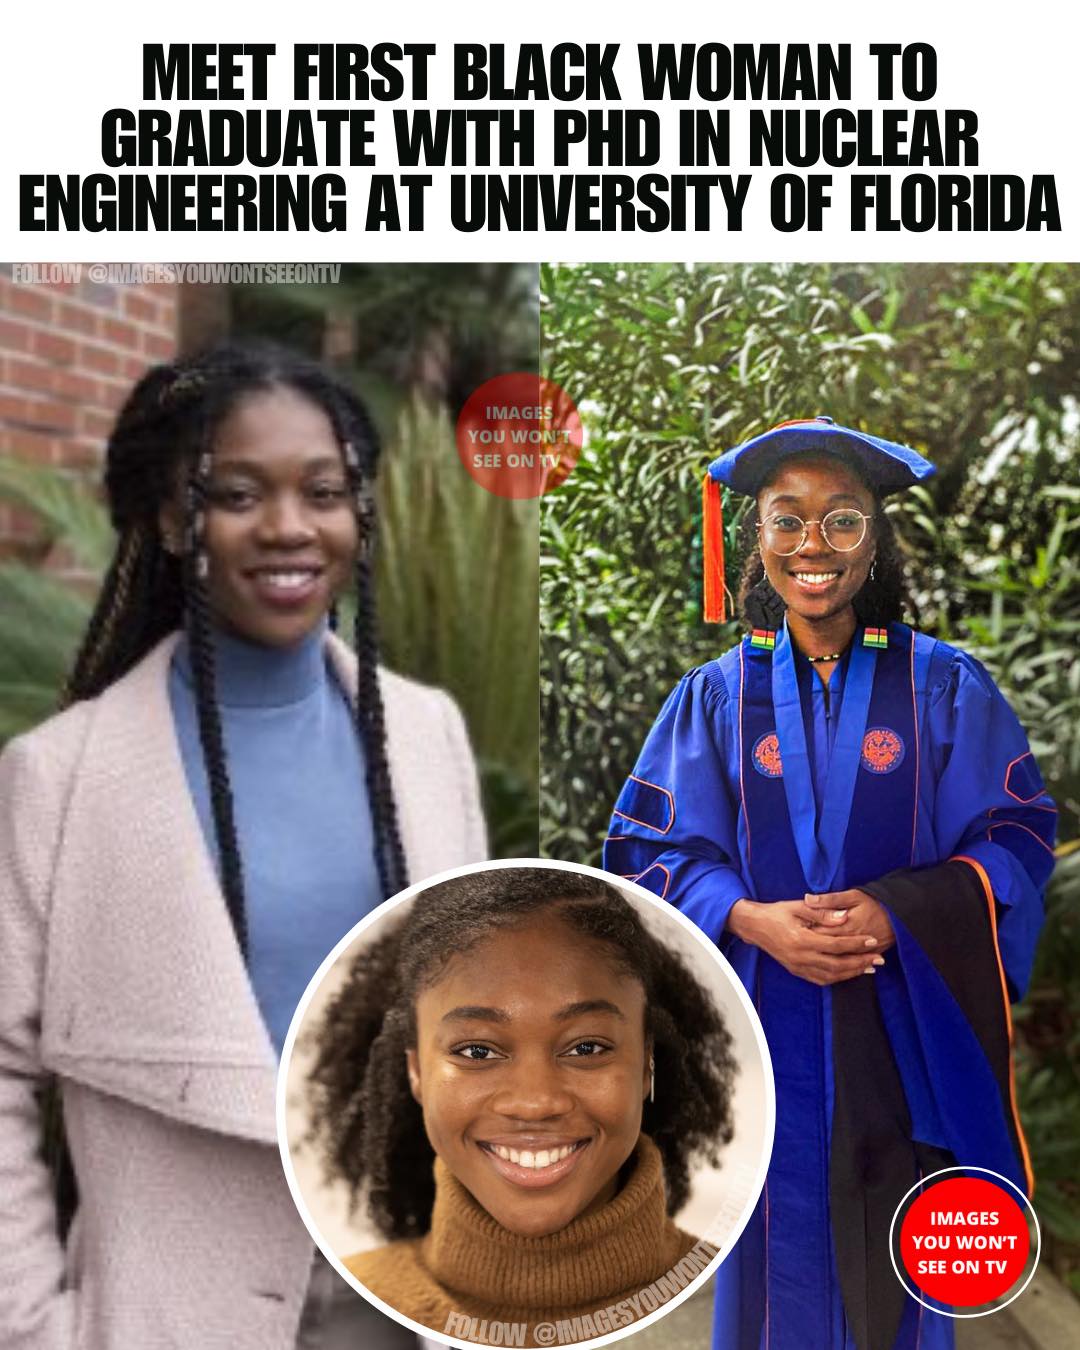 MEET FIRST BLACK WOMAN TO
GRADUATE WITH PHD IN NUCLEAR
ENGINEERING AT UNIVERSITY OF FLORIDA
FOLLOW @IMAGESYOUWONTSEEONTV
IMAGES
YOU WON'T
SEE ON TV
FOLLOW @IMAGESYOUWONTSEEONTV
IMAGES
YOU WON'T
SEE ON TV